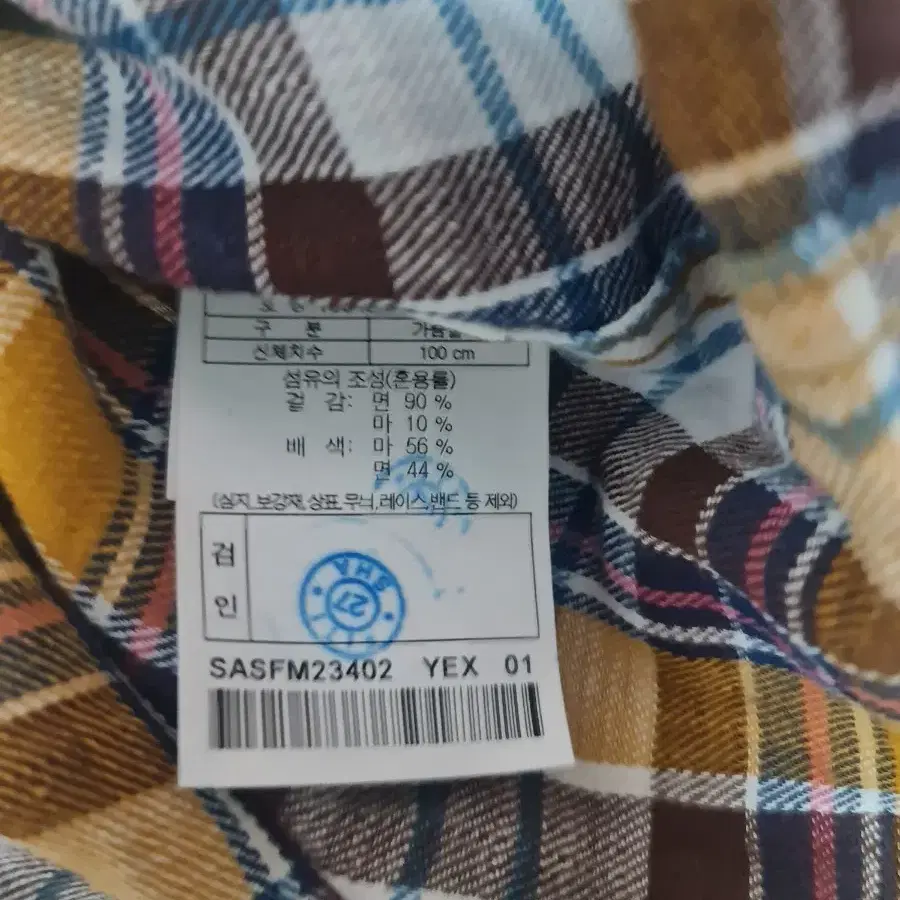 구 분 가슴둘
신체치수 100 cm
섬유의 조성(혼용률)
겉 감: 면 90 %
마 10 %
배 색: 마 56 %
면 44 %
(심지,보강재,상표,무늬,레이스,밴드 등 제외)
검
인
SHA
27
SASFM23402 YEX 01